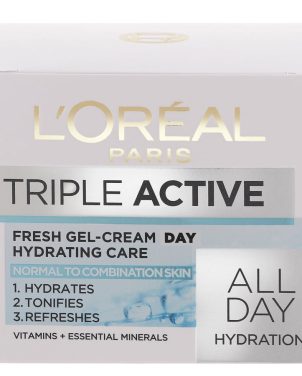 L'ORÉAL
PARIS
TRIPLE ACTIVE
FRESH GEL-CREAM DAY
HYDRATING CARE
NORMAL TO COMBINATION SKIN
1. HYDRATES
2. TONIFIES
3. REFRESHES
VITAMINS + ESSENTIAL MINERALS
ALL
DAY
HYDRATION